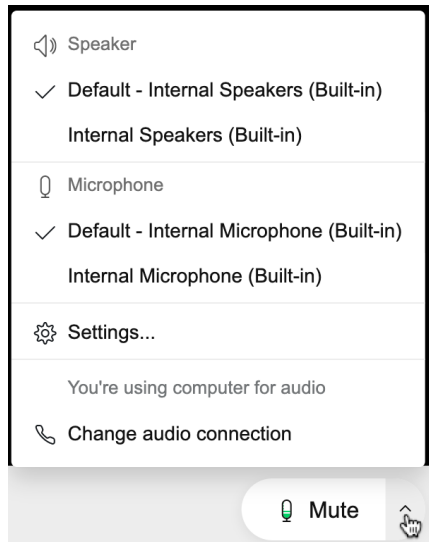 Speaker
Default - Internal Speakers (Built-in)
Internal Speakers (Built-in)
Microphone
Default - Internal Microphone (Built-in)
Internal Microphone (Built-in)
Settings...
You're using computer for audio
Change audio connection
Mute